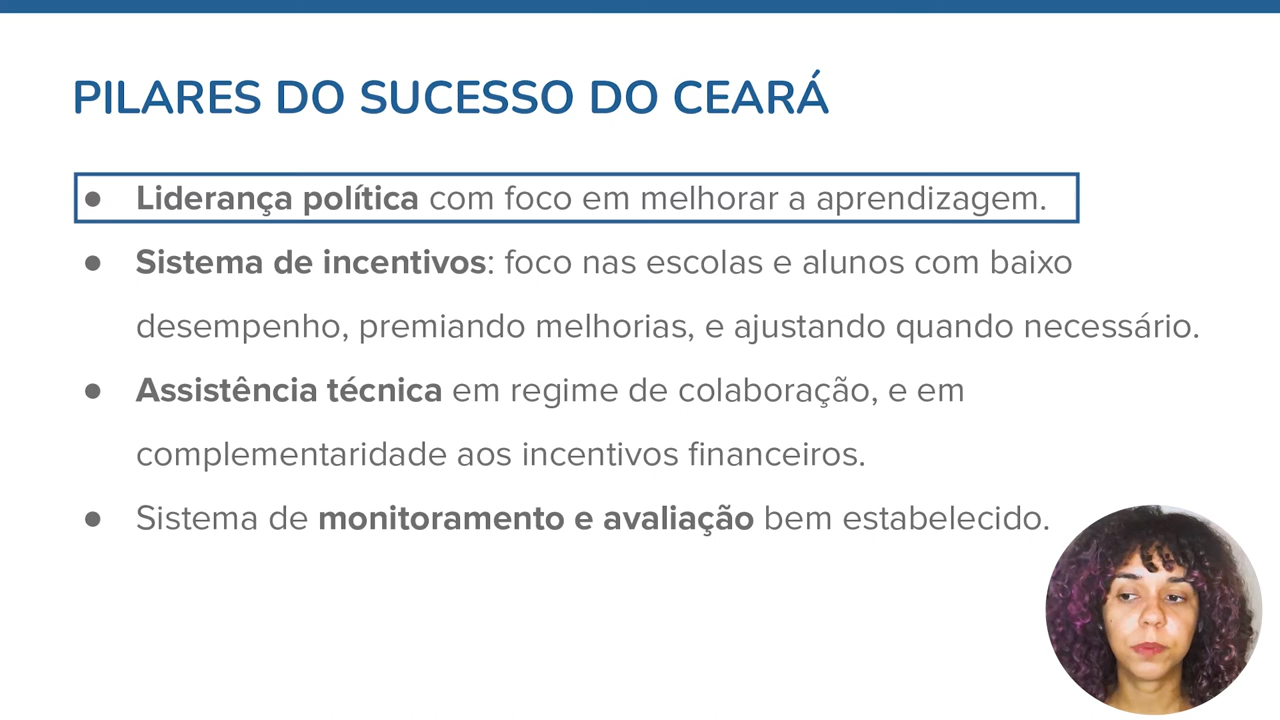 PILARES DO SUCESSO DO CEARÁ
● Liderança política com foco em melhorar a aprendizagem.
● Sistema de incentivos: foco nas escolas e alunos com baixo
desempenho, premiando melhorias, e ajustando quando necessário.
● Assistência técnica em regime de colaboração, e em
complementaridade aos incentivos financeiros.
● Sistema de monitoramento e avaliação bem estabelecido.